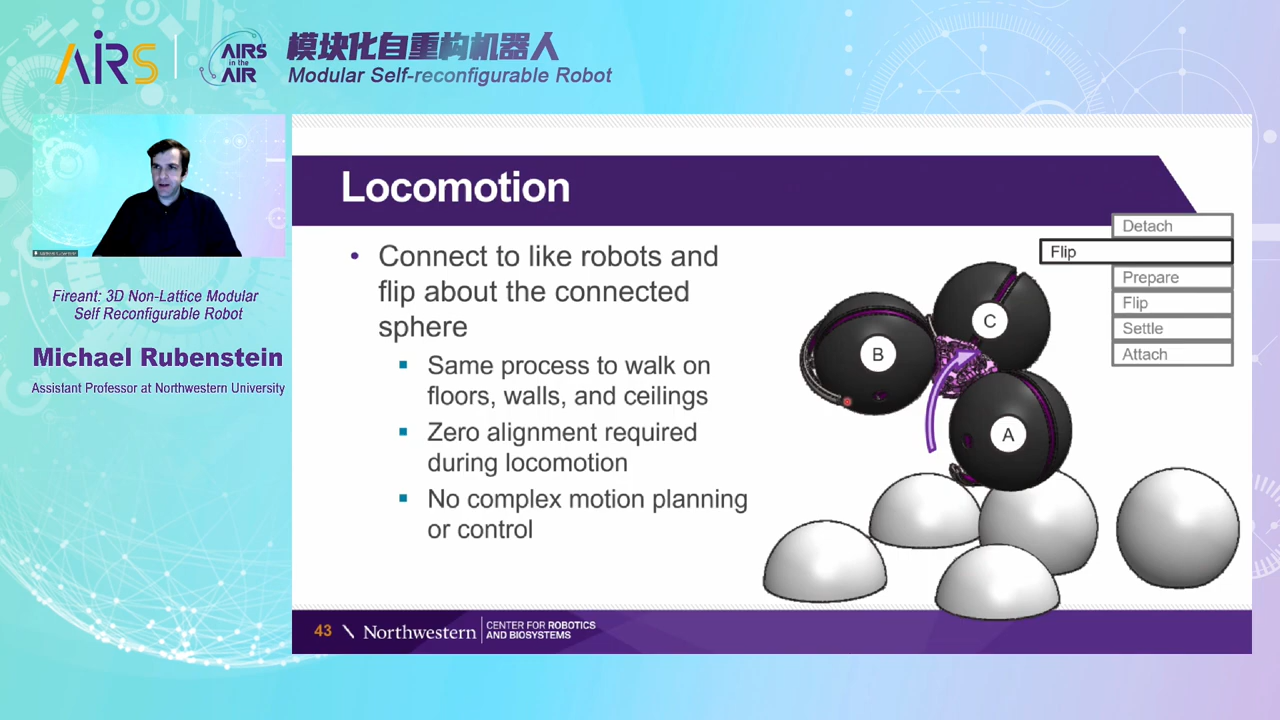 AIRS
AIRS
in the
AIR
模块化自重构机器人
Modular Self-reconfigurable Robot
Fireant: 3D Non-Lattice Modular
Self Reconfigurable Robot
Michael Rubenstein
Assistant Professor at Northwestern University
Locomotion
• Connect to like robots and
flip about the connected
sphere
▪ Same process to walk on
floors, walls, and ceilings
▪ Zero alignment required
during locomotion
▪ No complex motion planning
or control
Detach
Flip
Prepare
Flip
Settle
Attach
B
C
A
43 \ Northwestern
CENTER FOR ROBOTICS
AND BIOSYSTEMS